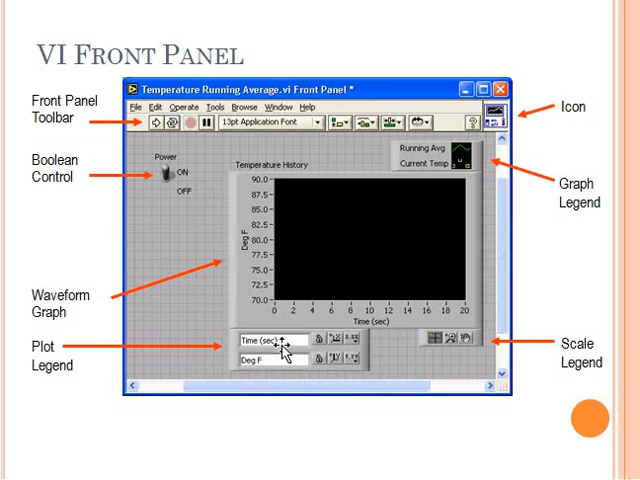 VI FRONT PANEL
Temperature Running Average.vi Front Panel *
File Edit Operate Tools Browse Window Help
13pt Application Font
?
Front Panel
Toolbar
Icon
Boolean
Control
Power
ON
OFF
Running Avg
Current Temp
Graph
Legend
Temperature History
90.0
87.5
85.0
82.5
80.0
77.5
75.0
72.5
70.0
Deg F
0 2 4 6 8 10 12 14 16 18 20
Time (sec)
Waveform
Graph
Plot
Legend
Time (sec)
Deg F
Scale
Legend